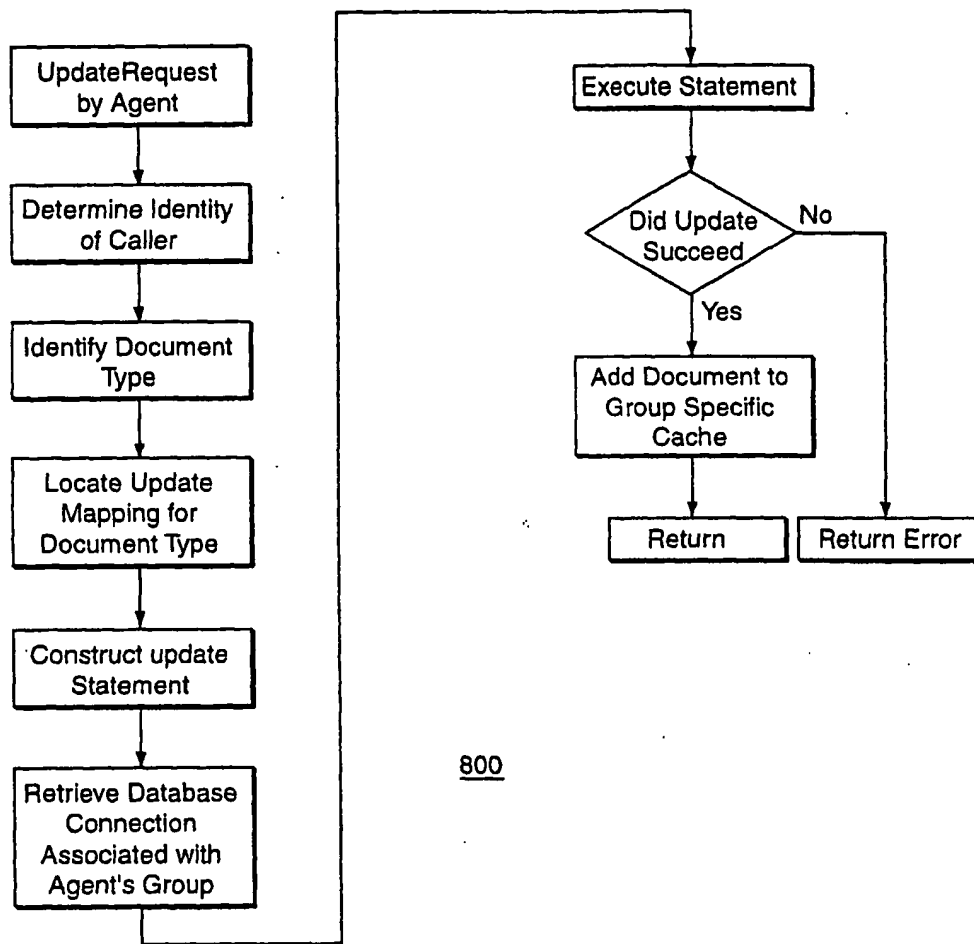 UpdateRequest
by Agent
Determine Identity
of Caller
Identify Document
Type
Locate Update
Mapping for
Document Type
Construct update
Statement
Retrieve Database
Connection
Associated with
Agent's Group
Execute Statement
Did Update
Succeed
No
Yes
Add Document to
Group Specific
Cache
Return
Return Error
800